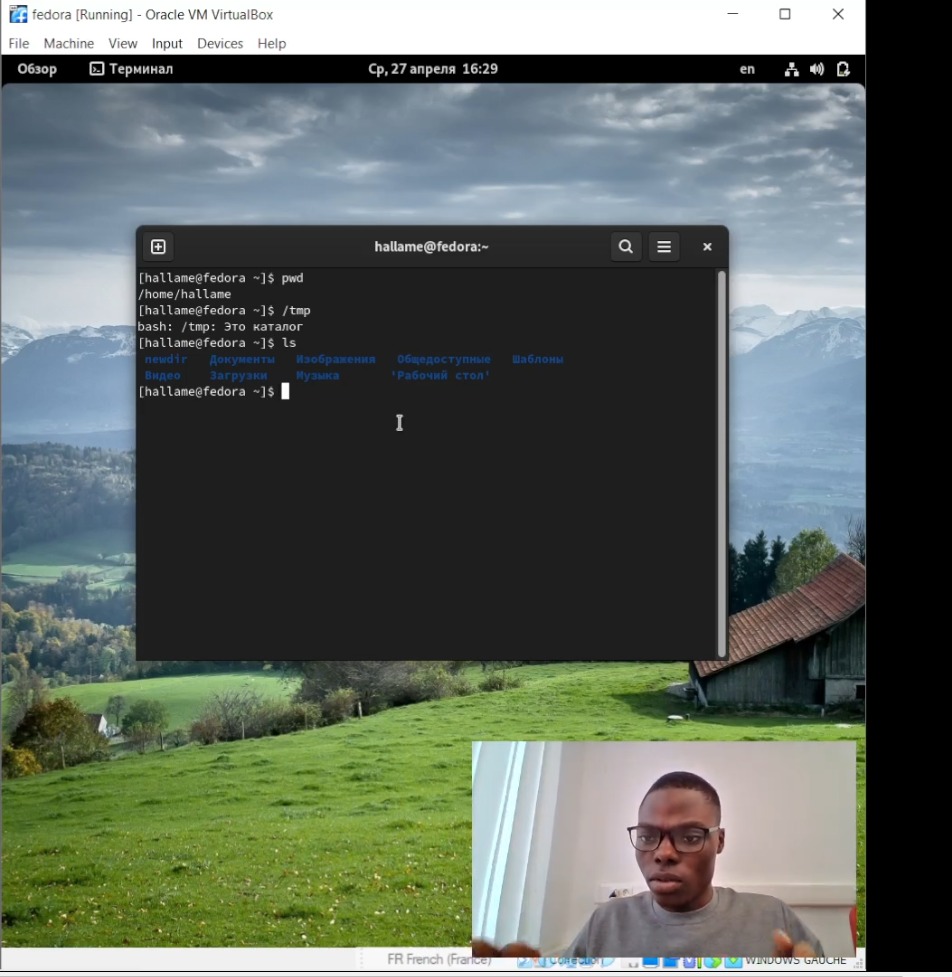 fedora [Running] - Oracle VM VirtualBox
File Machine View Input Devices Help
Обзор Терминал Ср, 27 апреля 16:29 en
hallame@fedora:~
[hallame@fedora ~]$ pwd
/home/hallame
[hallame@fedora ~]$ /tmp
bash: /tmp: Это каталог
[hallame@fedora ~]$ ls
newdir Документы Изображения Общедоступные Шаблоны
Видео Загрузки Музыка 'Рабочий стол'
[hallame@fedora ~]$
FR French (France) Correction WINDOWS GAUCHE